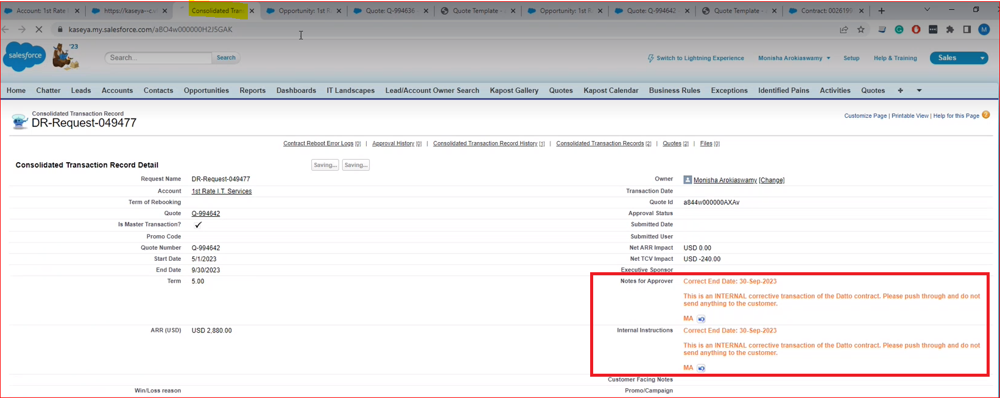 Account: 1st Rate I
https://kaseya--c.v
Consolidated Trans
Opportunity: 1st R
Quote: Q-994636
Quote Template -
Opportunity: 1st R
Quote: Q-994642 -
Quote Template -
Contract: 0026199
kaseya.my.salesforce.com/aBO4w000000H2J5GAK
M
salesforce
'23
Search...
Search
Switch to Lightning Experience
Monisha Arokiaswamy
Setup
Help & Training
Sales
Home Chatter Leads Accounts Contacts Opportunities Reports Dashboards IT Landscapes Lead/Account Owner Search Kapost Gallery Quotes Kapost Calendar Business Rules Exceptions Identified Pains Activities Quotes +
Consolidated Transaction Record
DR-Request-049477
Customize Page | Printable View | Help for this Page ?
Contract Reboot Error Logs [0] | Approval History [0] | Consolidated Transaction Record History [1] | Consolidated Transaction Records [2] | Quotes [2] | Files [0]
Consolidated Transaction Record Detail
Saving...
Saving...
Request Name DR-Request-049477
Owner Monisha Arokiaswamy [Change]
Account 1st Rate I.T. Services
Transaction Date
Term of Rebooking
Quote Id a844w000000AXAv
Quote Q-994642
Approval Status
Is Master Transaction? ✓
Submitted Date
Promo Code
Submitted User
Quote Number Q-994642
Net ARR Impact USD 0.00
Start Date 5/1/2023
Net TCV Impact USD -240.00
End Date 9/30/2023
Executive Sponsor
Term 5.00
Notes for Approver Correct End Date: 30-Sep-2023
This is an INTERNAL corrective transaction of the Datto contract. Please push through and do not
send anything to the customer.
MA
ARR (USD) USD 2,880.00
Internal Instructions Correct End Date: 30-Sep-2023
This is an INTERNAL corrective transaction of the Datto contract. Please push through and do not
send anything to the customer.
MA
Customer Facing Notes
Win/Loss reason
Promo/Campaign